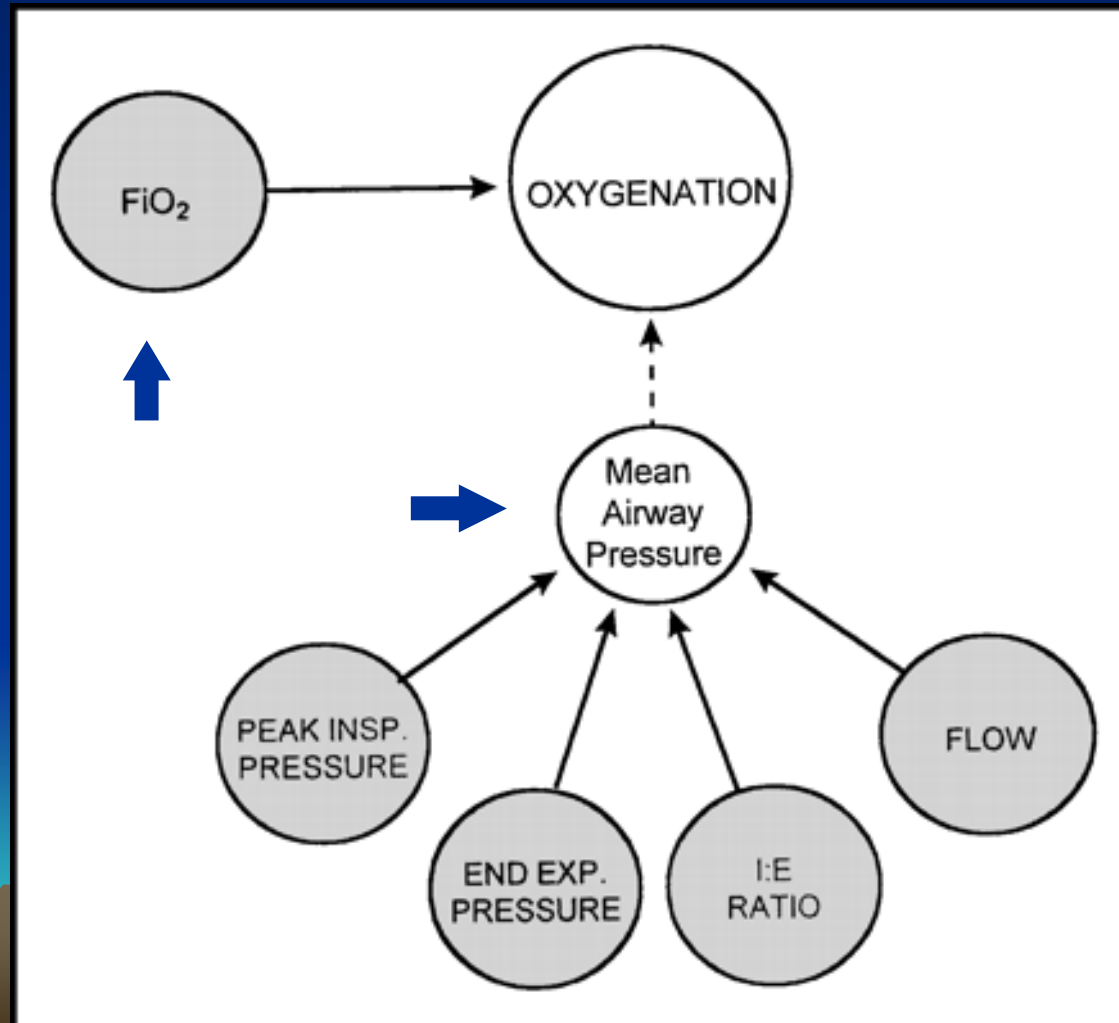 FiO₂
OXYGENATION
Mean
Airway
Pressure
PEAK INSP.
PRESSURE
END EXP.
PRESSURE
I:E
RATIO
FLOW